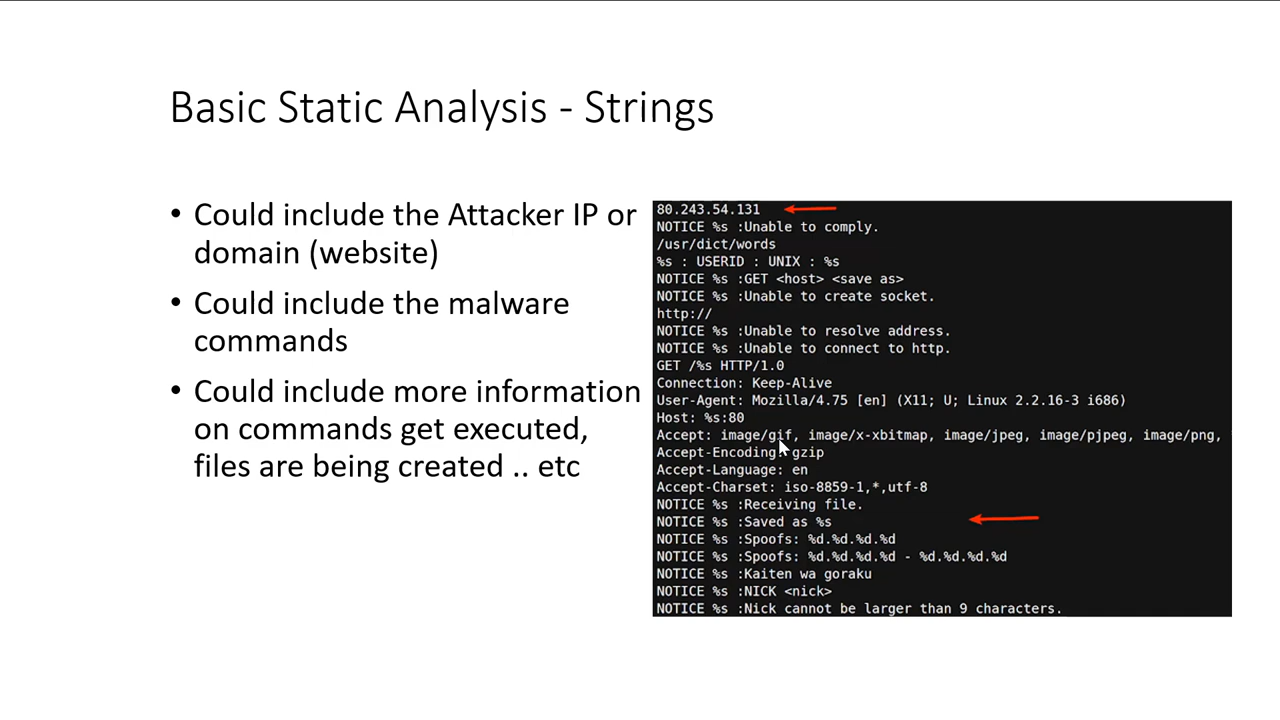 Basic Static Analysis - Strings
• Could include the Attacker IP or
domain (website)
• Could include the malware
commands
• Could include more information
on commands get executed,
files are being created .. etc
80.243.54.131
NOTICE %s :Unable to comply.
/usr/dict/words
%s : USERID : UNIX : %s
NOTICE %s :GET <host> <save as>
NOTICE %s :Unable to create socket.
http://
NOTICE %s :Unable to resolve address.
NOTICE %s :Unable to connect to http.
GET /%s HTTP/1.0
Connection: Keep-Alive
User-Agent: Mozilla/4.75 [en] (X11; U; Linux 2.2.16-3 i686)
Host: %s:80
Accept: image/gif, image/x-xbitmap, image/jpeg, image/pjpeg, image/png,
Accept-Encoding: gzip
Accept-Language: en
Accept-Charset: iso-8859-1,*,utf-8
NOTICE %s :Receiving file.
NOTICE %s :Saved as %s
NOTICE %s :Spoofs: %d.%d.%d.%d
NOTICE %s :Spoofs: %d.%d.%d.%d - %d.%d.%d.%d
NOTICE %s :Kaiten wa goraku
NOTICE %s :NICK <nick>
NOTICE %s :Nick cannot be larger than 9 characters.